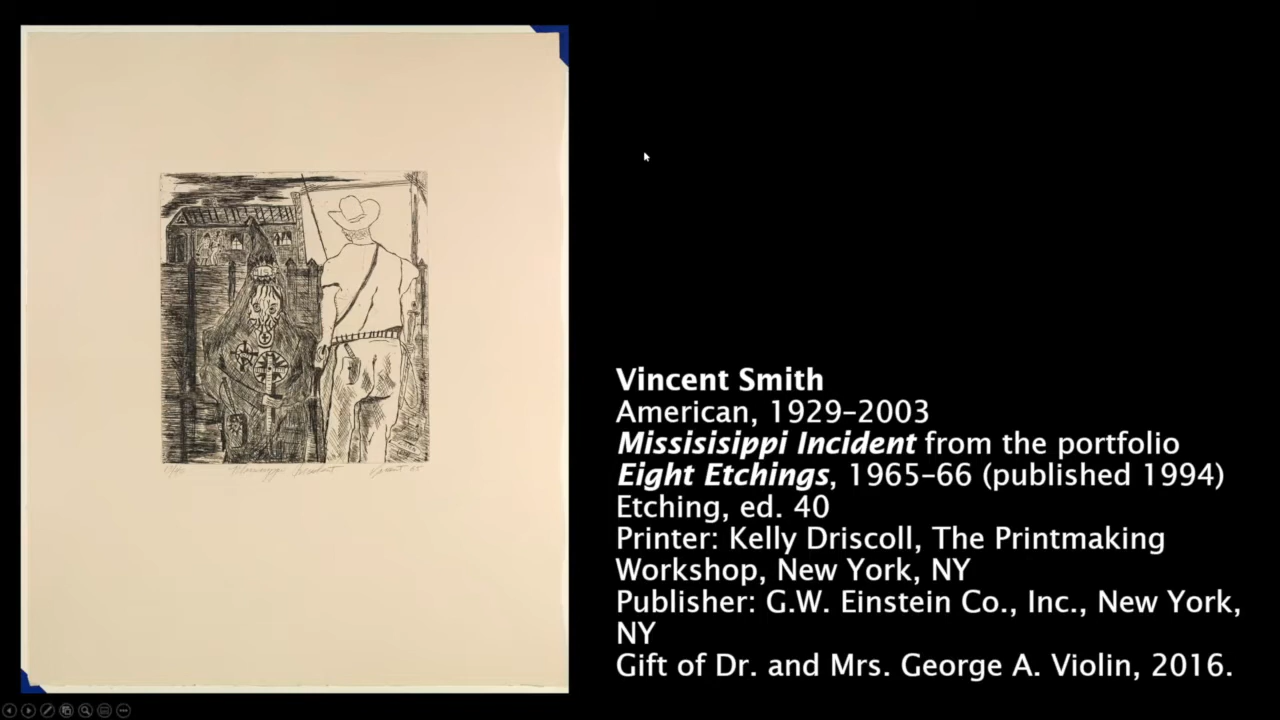 Vincent Smith
American, 1929–2003
Missisisippi Incident from the portfolio
Eight Etchings, 1965–66 (published 1994)
Etching, ed. 40
Printer: Kelly Driscoll, The Printmaking
Workshop, New York, NY
Publisher: G.W. Einstein Co., Inc., New York,
NY
Gift of Dr. and Mrs. George A. Violin, 2016.